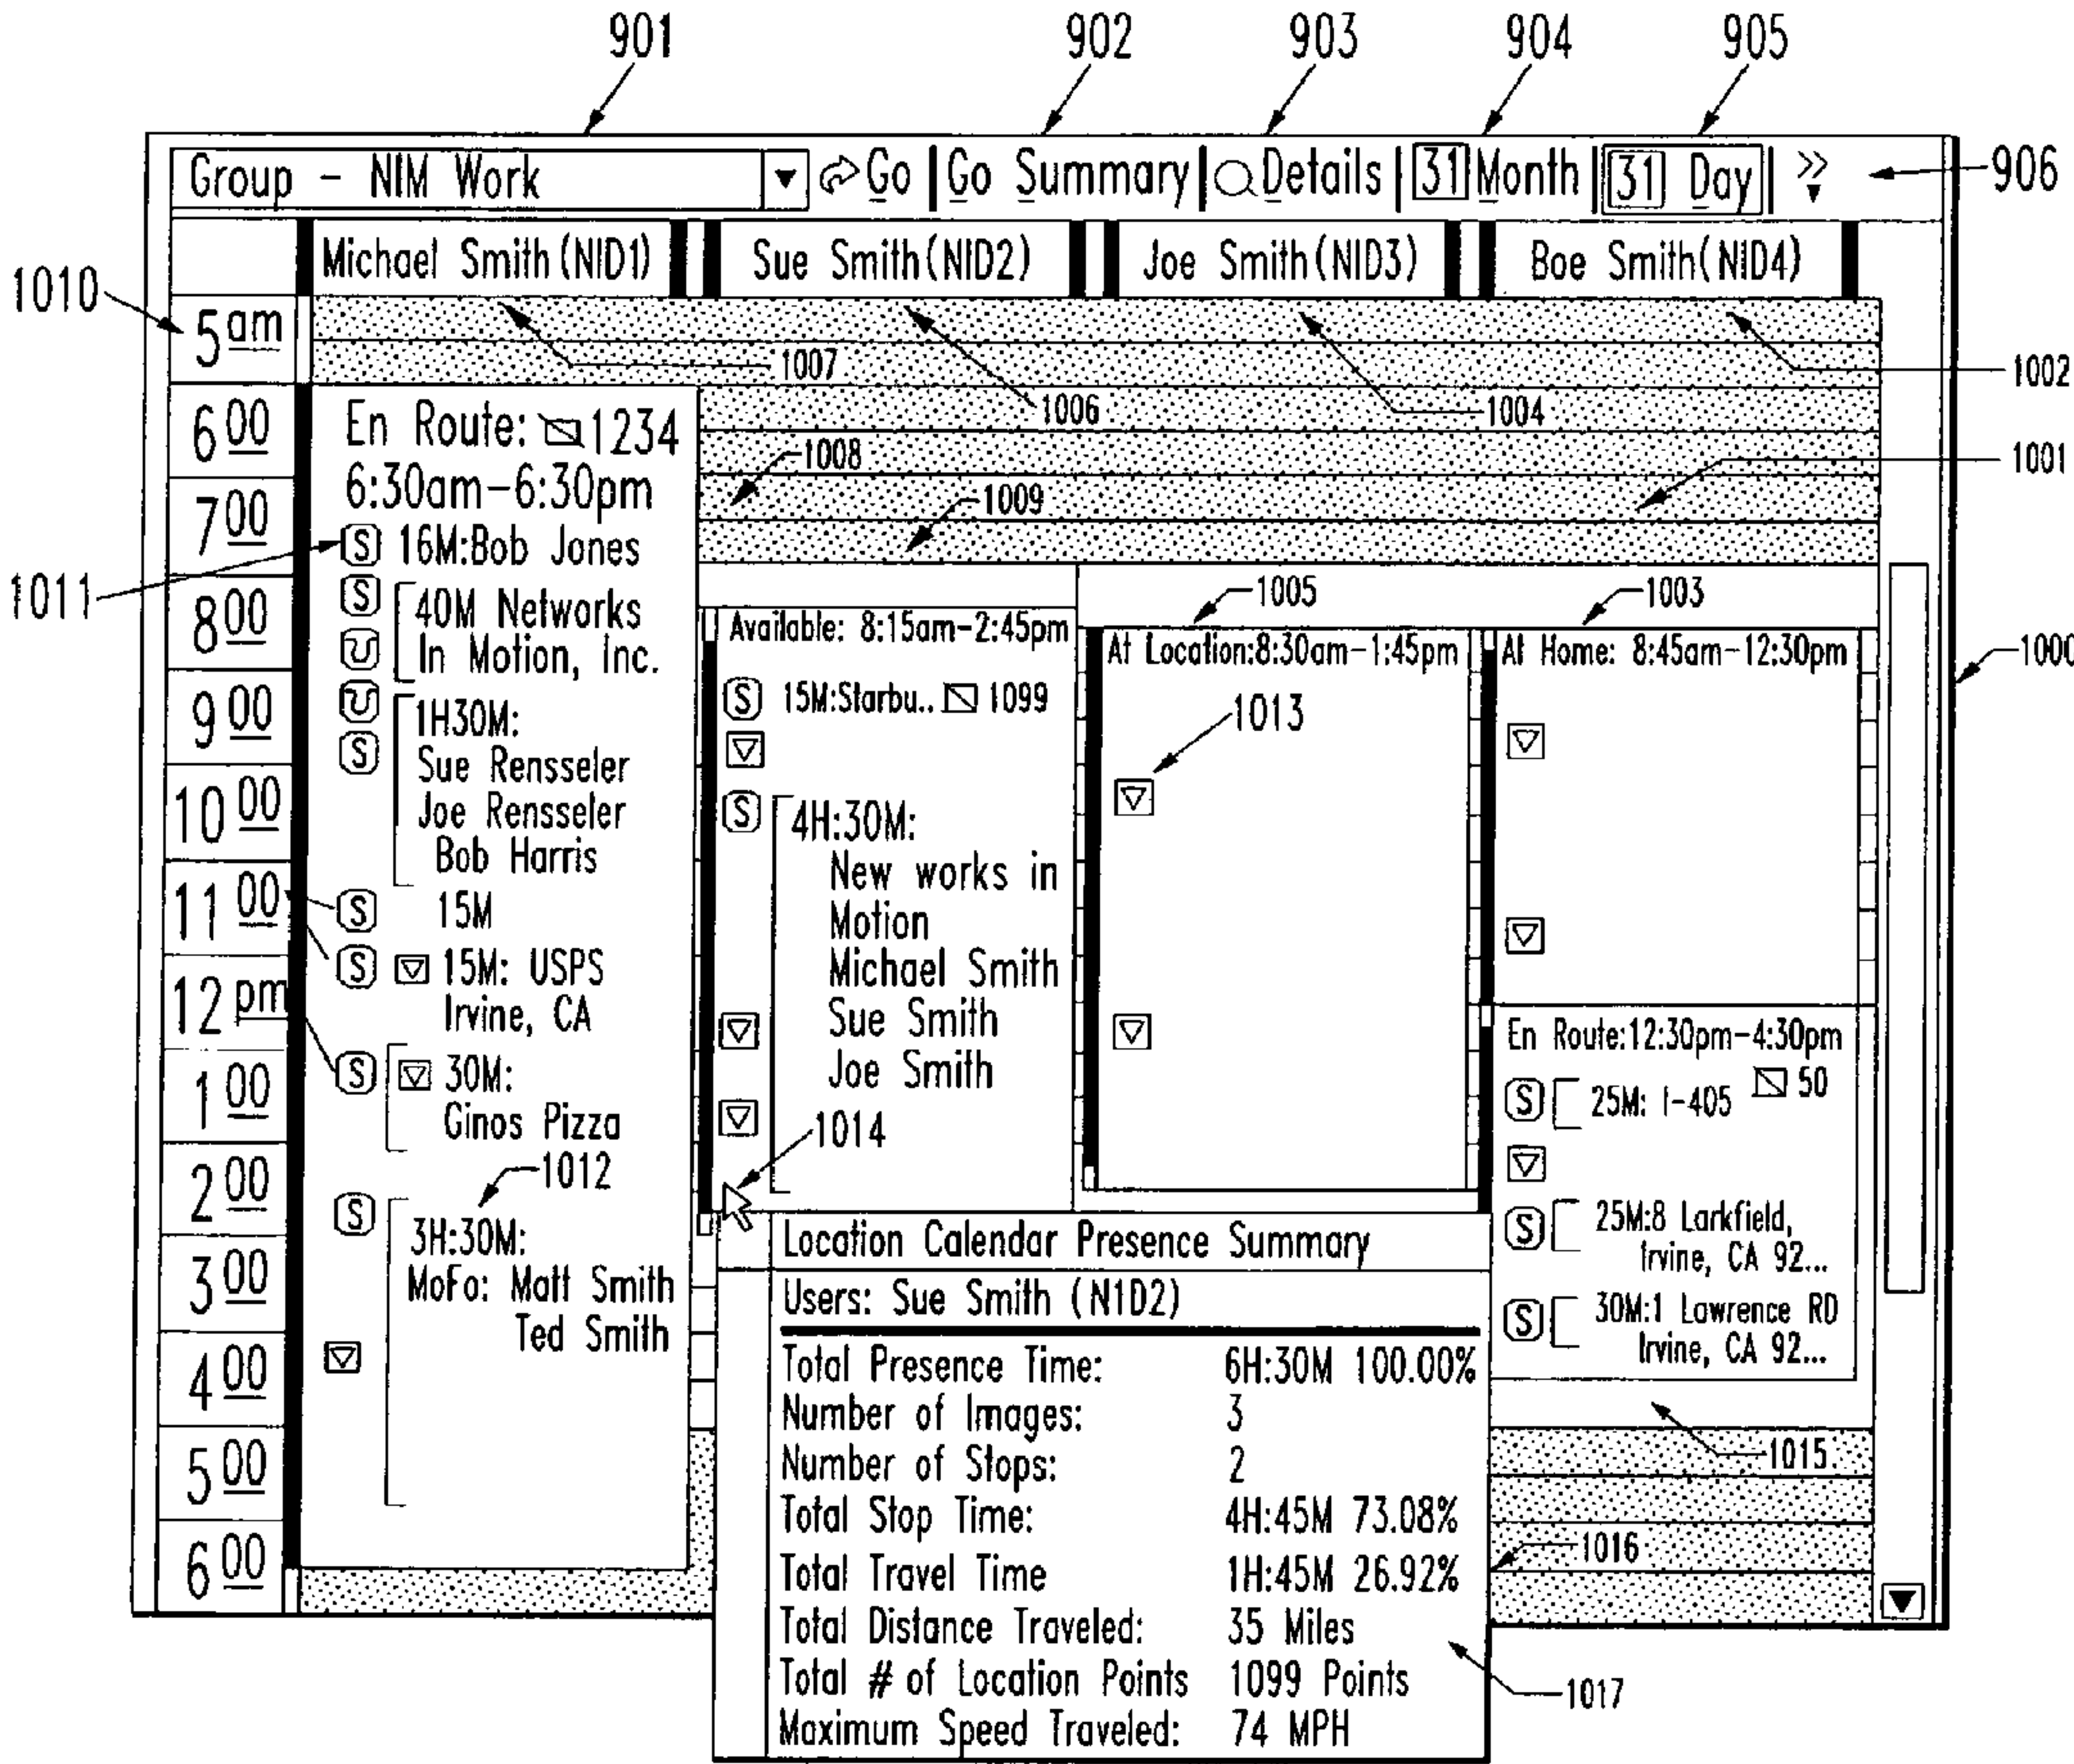 901 902 903 904 905
Group - NIM Work Go Go Summary Details 31 Month 31 Day 906
Michael Smith (NID1) Sue Smith (NID2) Joe Smith (NID3) Boe Smith (NID4)
1010
5 am
6 00
7 00
8 00
9 00
10 00
11 00
12 pm
1 00
2 00
3 00
4 00
5 00
6 00
1007
1006
1004
1002
1008
1001
1009
1011
1005
1003
1000
En Route: 1234
6:30am-6:30pm
S 16M:Bob Jones
S 40M Networks
U In Motion, Inc.
U 1H30M:
S Sue Rensseler
Joe Rensseler
Bob Harris
S 15M
S 15M: USPS
Irvine, CA
S 30M:
Ginos Pizza
1012
S 3H:30M:
MoFo: Matt Smith
Ted Smith
Available: 8:15am-2:45pm
S 15M:Starbu.. 1099
S 4H:30M:
New works in
Motion
Michael Smith
Sue Smith
Joe Smith
1014
At Location:8:30am-1:45pm
1013
At Home: 8:45am-12:30pm
En Route:12:30pm-4:30pm
50
S 25M: I-405
S 25M:8 Larkfield,
Irvine, CA 92...
S 30M:1 Lawrence RD
Irvine, CA 92...
1015
1016
Location Calendar Presence Summary
Users: Sue Smith (N1D2)
Total Presence Time: 6H:30M 100.00%
Number of Images: 3
Number of Stops: 2
Total Stop Time: 4H:45M 73.08%
Total Travel Time 1H:45M 26.92%
Total Distance Traveled: 35 Miles
Total # of Location Points 1099 Points
Maximum Speed Traveled: 74 MPH
1017